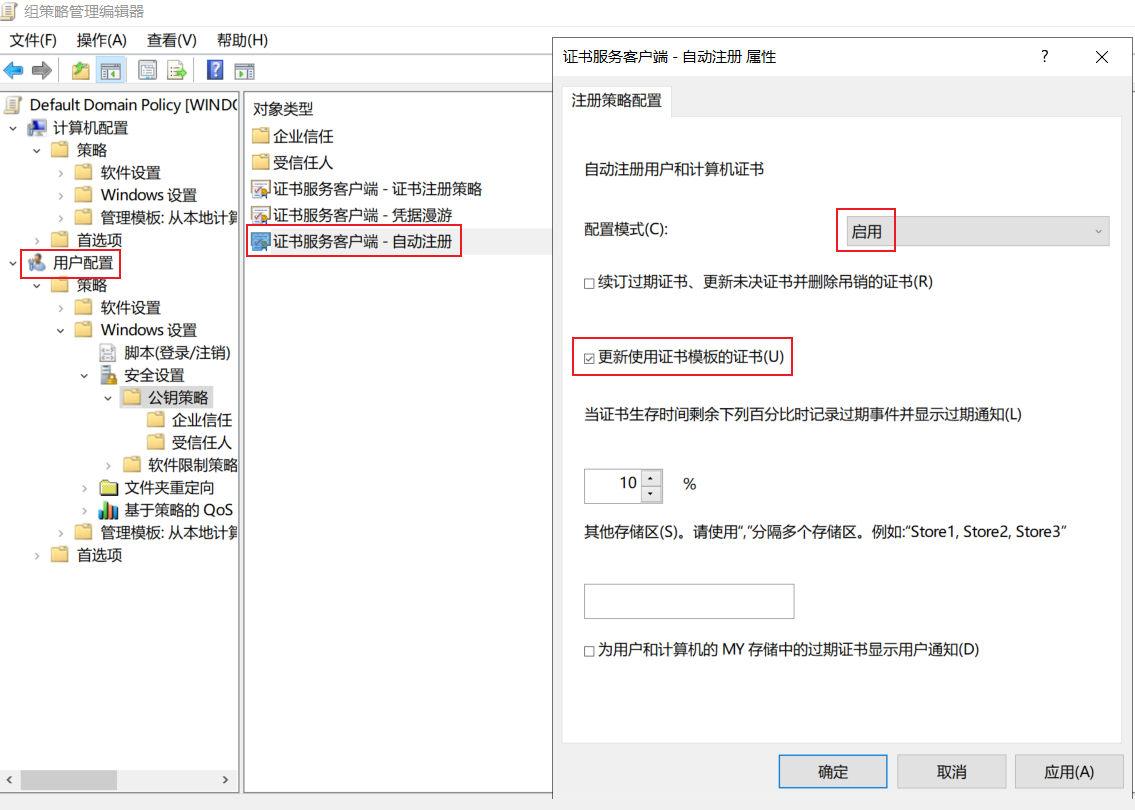 组策略管理编辑器
文件(F) 操作(A) 查看(V) 帮助(H)
Default Domain Policy [WIND
计算机配置
策略
软件设置
Windows 设置
管理模板: 从本地计算
首选项
用户配置
策略
软件设置
Windows 设置
脚本(登录/注销)
安全设置
公钥策略
企业信任
受信任人
软件限制策略
文件夹重定向
基于策略的 QoS
管理模板: 从本地计算
首选项
对象类型
企业信任
受信任人
证书服务客户端 - 证书注册策略
证书服务客户端 - 凭据漫游
证书服务客户端 - 自动注册
证书服务客户端 - 自动注册 属性
注册策略配置
自动注册用户和计算机证书
配置模式(C):
启用
续订过期证书、更新未决证书并删除吊销的证书(R)
更新使用证书模板的证书(U)
当证书生存时间剩余下列百分比时记录过期事件并显示过期通知(L)
10 %
其他存储区(S)。请使用“,”分隔多个存储区。例如:“Store1, Store2, Store3”
为用户和计算机的 MY 存储中的过期证书显示用户通知(D)
确定 取消 应用(A)